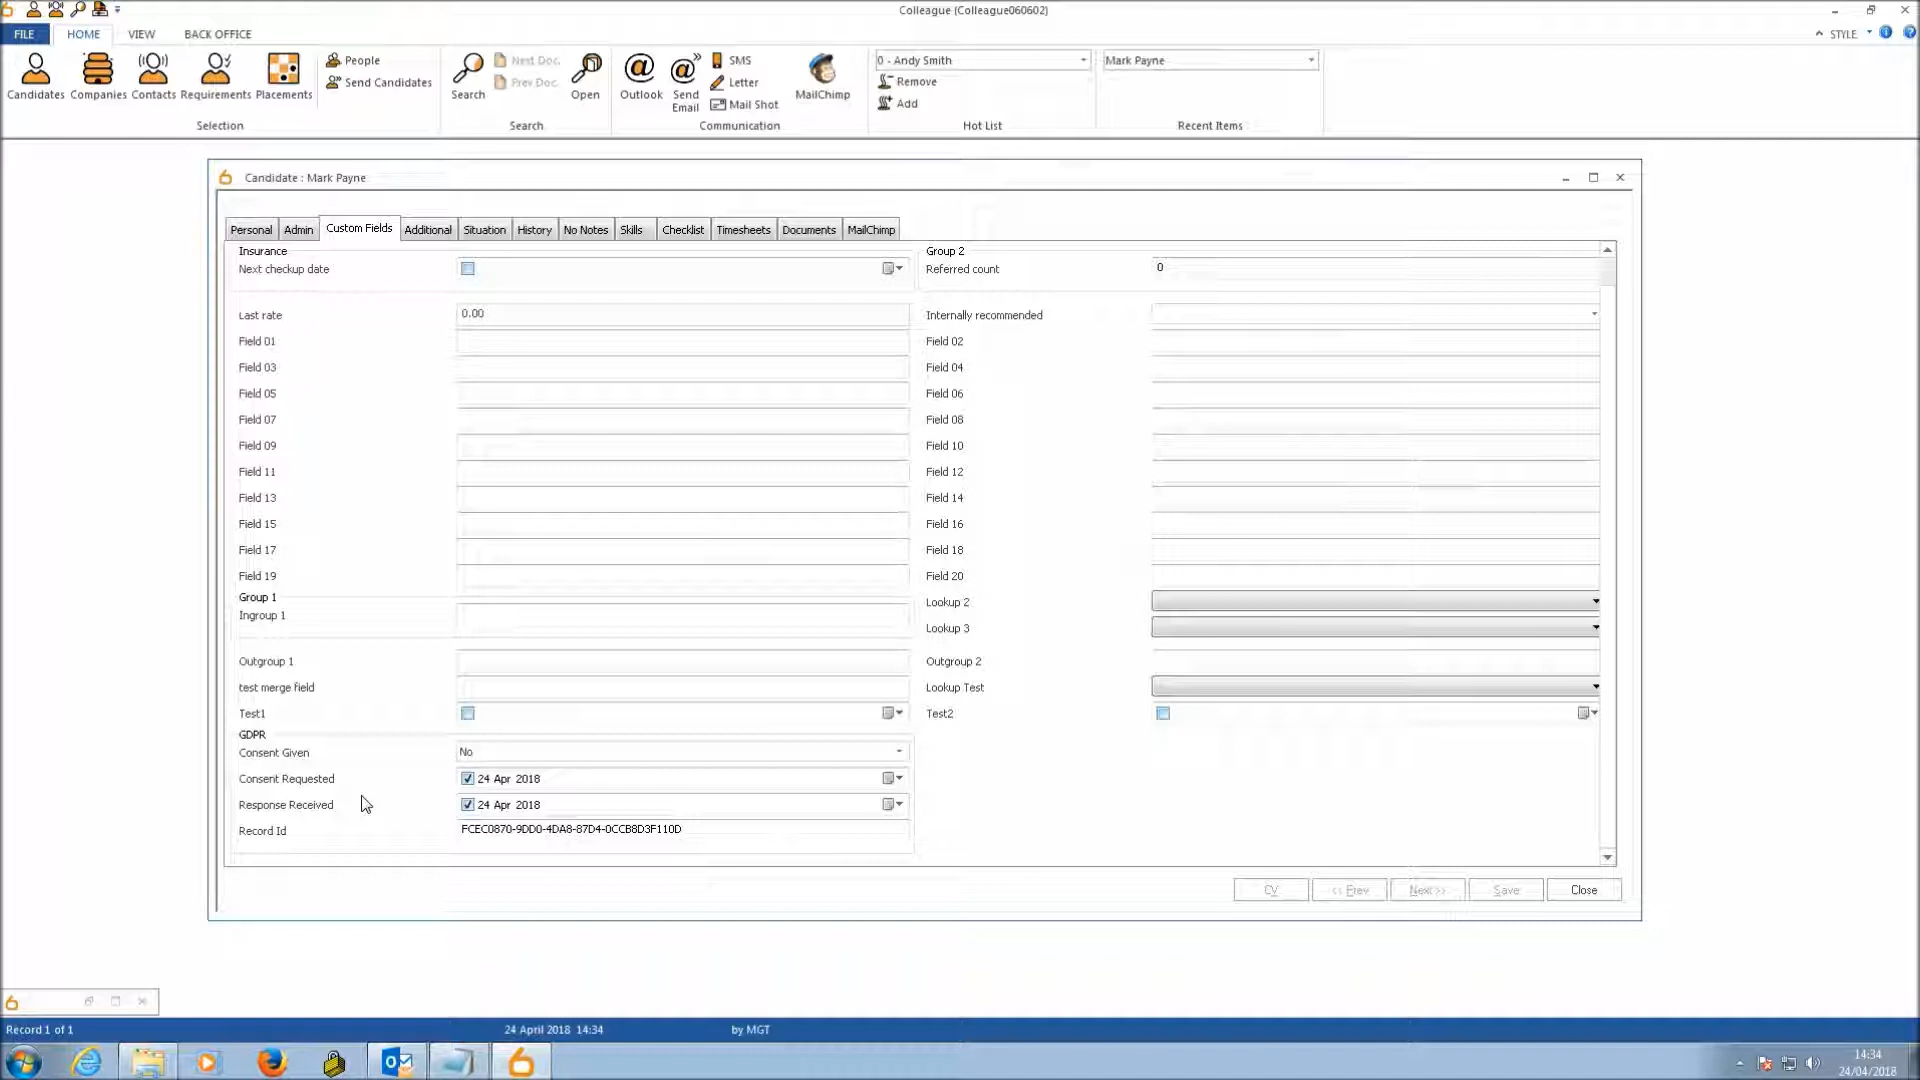 Colleague (Colleague060602)
FILE HOME VIEW BACK OFFICE STYLE
Candidates Companies Contacts Requirements Placements
People
Send Candidates
Selection
Search
Next Doc.
Prev Doc.
Open
Search
Outlook
Send Email
SMS
Letter
Mail Shot
MailChimp
Communication
0 - Andy Smith
Remove
Add
Hot List
Mark Payne
Recent Items
Candidate : Mark Payne
Personal Admin Custom Fields Additional Situation History No Notes Skills Checklist Timesheets Documents MailChimp
Insurance
Next checkup date
Group 2
Referred count 0
Last rate 0.00
Internally recommended
Field 01
Field 02
Field 03
Field 04
Field 05
Field 06
Field 07
Field 08
Field 09
Field 10
Field 11
Field 12
Field 13
Field 14
Field 15
Field 16
Field 17
Field 18
Field 19
Field 20
Group 1
Lookup 2
Ingroup 1
Lookup 3
Outgroup 1
Outgroup 2
test merge field
Lookup Test
Test1
Test2
GDPR
Consent Given No
Consent Requested 24 Apr 2018
Response Received 24 Apr 2018
Record Id FCEC0870-9DD0-4DA8-87D4-0CCB8D3F110D
CV << Prev Next >> Save Close
Record 1 of 1 24 April 2018 14:34 by MGT
14:34
24/04/2018